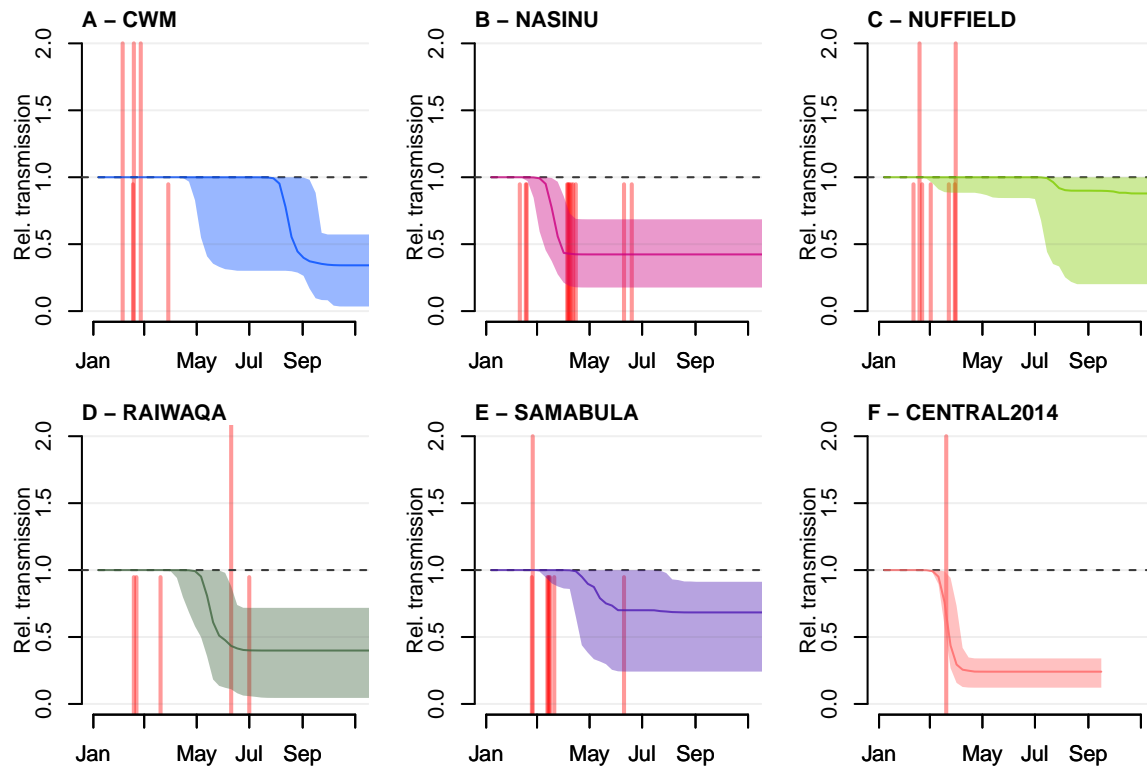 A – CWM
Rel. transmission
0.0 0.5 1.0 1.5 2.0
Jan May Jul Sep
B – NASINU
Rel. transmission
0.0 0.5 1.0 1.5 2.0
Jan May Jul Sep
C – NUFFIELD
Rel. transmission
0.0 0.5 1.0 1.5 2.0
Jan May Jul Sep
D – RAIWAQA
Rel. transmission
0.0 0.5 1.0 1.5 2.0
Jan May Jul Sep
E – SAMABULA
Rel. transmission
0.0 0.5 1.0 1.5 2.0
Jan May Jul Sep
F – CENTRAL2014
Rel. transmission
0.0 0.5 1.0 1.5 2.0
Jan May Jul Sep